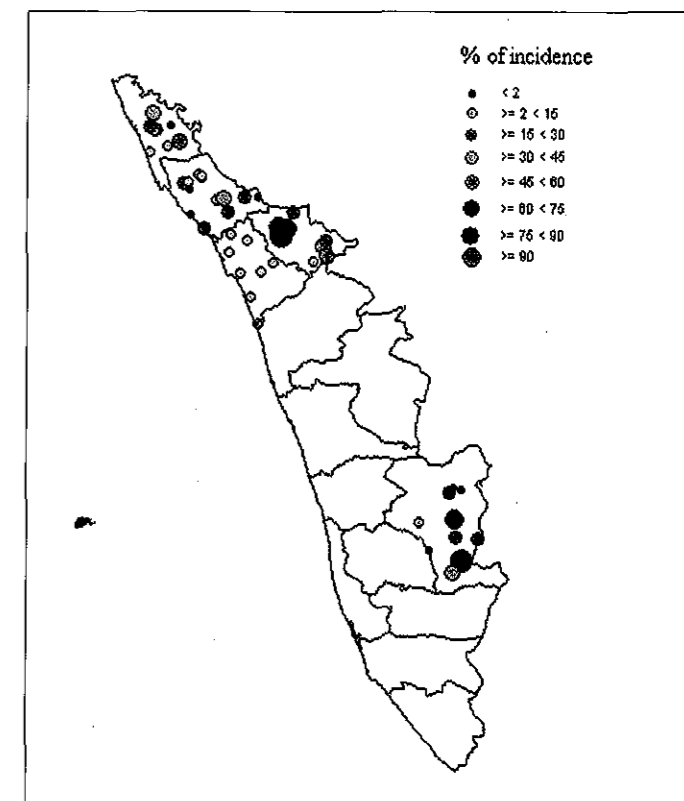 % of incidence
< 2
>= 2 < 15
>= 15 < 30
>= 30 < 45
>= 45 < 60
>= 60 < 75
>= 75 < 90
>= 90